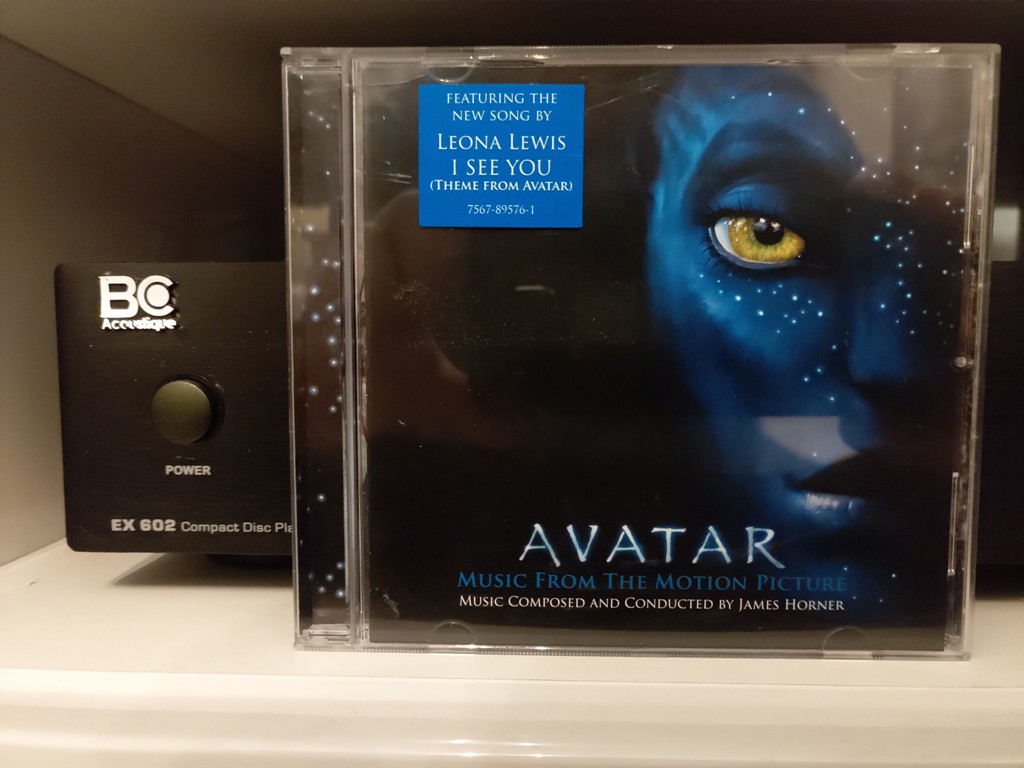 FEATURING THE
NEW SONG BY
LEONA LEWIS
I SEE YOU
(THEME FROM AVATAR)
7567-89576-1
BC
Acoustique
POWER
EX 602 Compact Disc Pla
AVATAR
MUSIC FROM THE MOTION PICTURE
MUSIC COMPOSED AND CONDUCTED BY JAMES HORNER